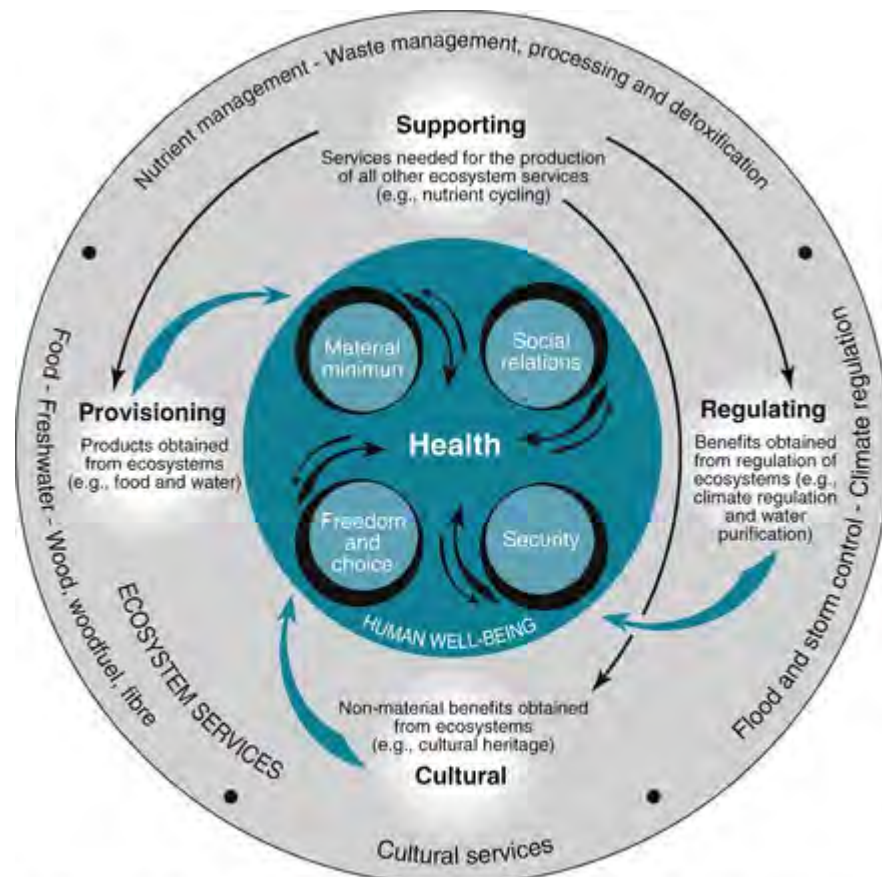 Nutrient management - Waste management, processing and detoxification
Supporting
Services needed for the production
of all other ecosystem services
(e.g., nutrient cycling)
Material
minimun
Social
relations
Health
Freedom
and
choice
Security
HUMAN WELL-BEING
Provisioning
Products obtained
from ecosystems
(e.g., food and water)
Regulating
Benefits obtained
from regulation of
ecosystems (e.g.,
climate regulation
and water
purification)
Food - Freshwater - Wood, woodfuel, fibre
ECOSYSTEM SERVICES
Flood and storm control - Climate regulation
Non-material benefits obtained
from ecosystems
(e.g., cultural heritage)
Cultural
Cultural services